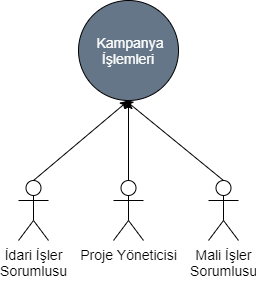 Kampanya
İşlemleri
İdari İşler
Sorumlusu
Proje Yöneticisi
Mali İşler
Sorumlusu